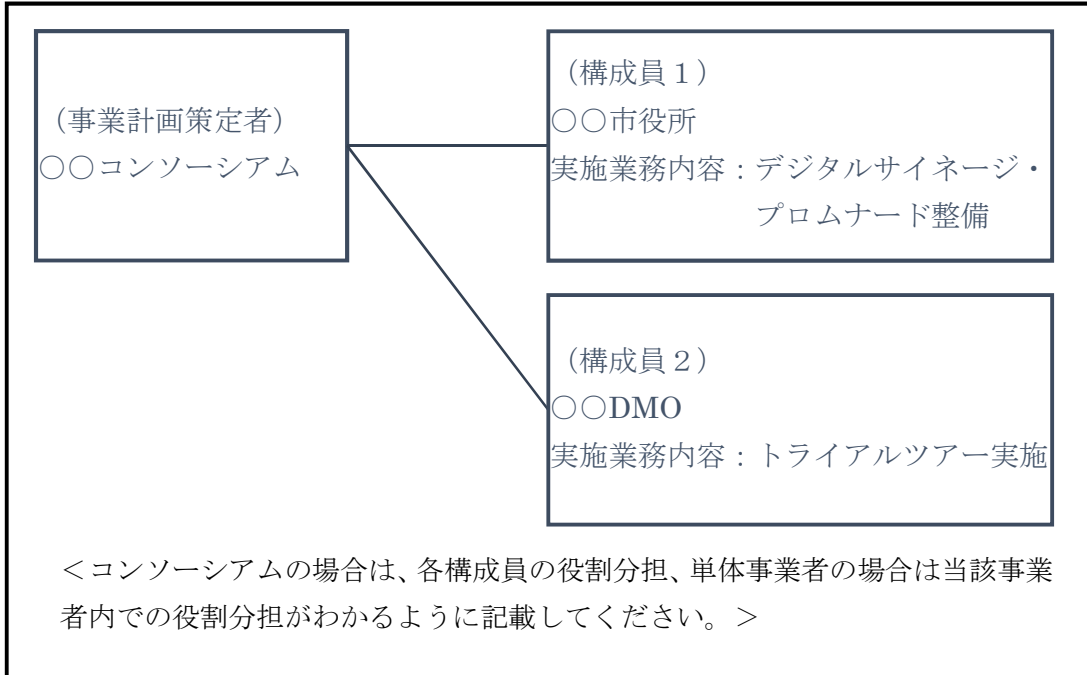 （事業計画策定者）
○○コンソーシアム
（構成員１）
○○市役所
実施業務内容：デジタルサイネージ・
プロムナード整備
（構成員２）
○○DMO
実施業務内容：トライアルツアー実施
＜コンソーシアムの場合は、各構成員の役割分担、単体事業者の場合は当該事業
者内での役割分担がわかるように記載してください。＞